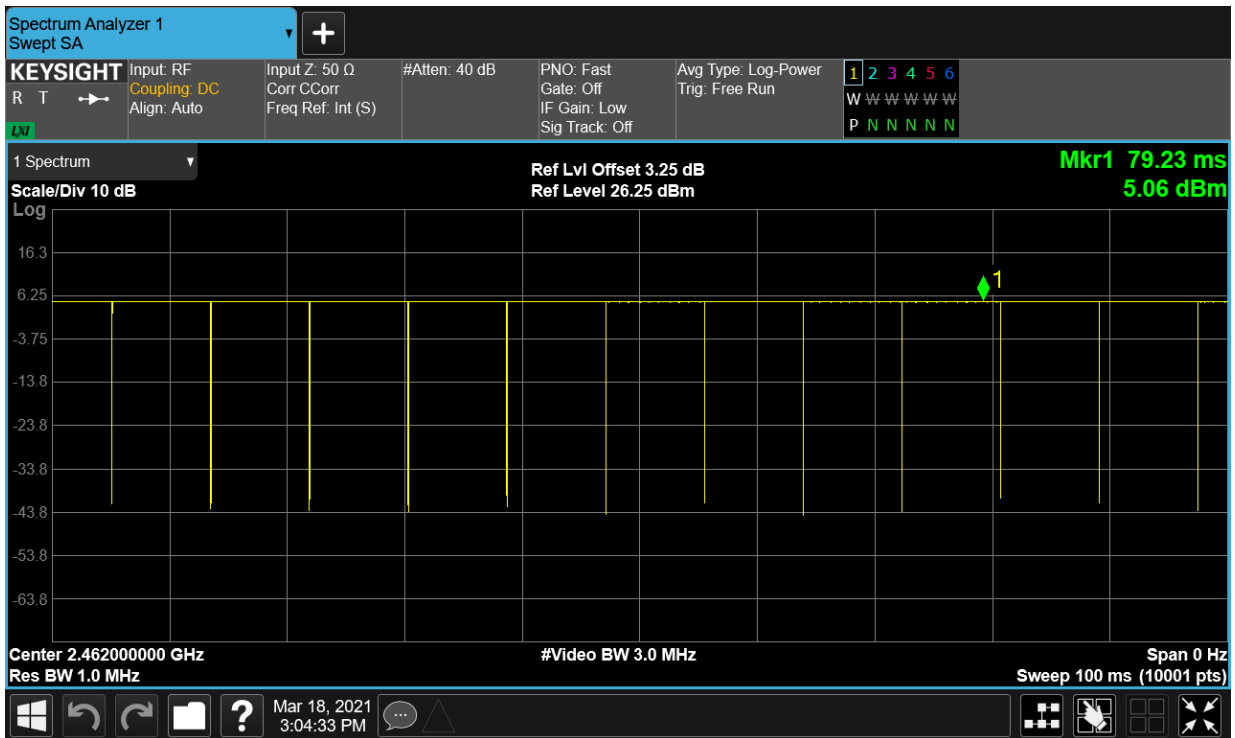 Spectrum Analyzer 1
Swept SA
+
KEYSIGHT
R T
LXI
Input: RF
Coupling: DC
Align: Auto
Input Z: 50 Ω
Corr CCorr
Freq Ref: Int (S)
#Atten: 40 dB
PNO: Fast
Gate: Off
IF Gain: Low
Sig Track: Off
Avg Type: Log-Power
Trig: Free Run
1 2 3 4 5 6
W W W W W W
P N N N N N
1 Spectrum
Scale/Div 10 dB
Log
Ref Lvl Offset 3.25 dB
Ref Level 26.25 dBm
Mkr1 79.23 ms
5.06 dBm
16.3
6.25
-3.75
-13.8
-23.8
-33.8
-43.8
-53.8
-63.8
1
Center 2.462000000 GHz
Res BW 1.0 MHz
#Video BW 3.0 MHz
Span 0 Hz
Sweep 100 ms (10001 pts)
?
Mar 18, 2021
3:04:33 PM